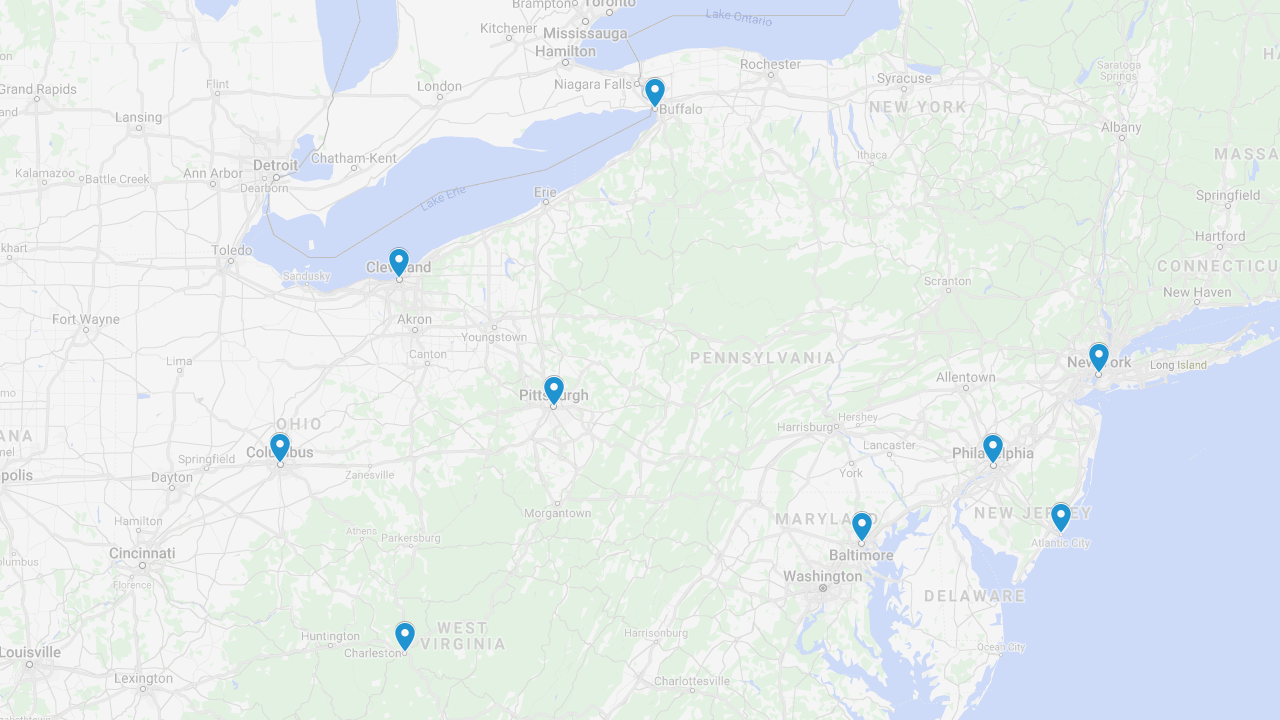 Brampton
Toronto
Lake Ontario
Kitchener
Mississauga
Hamilton
Rochester
Niagara Falls
Syracuse
Saratoga
Springs
Grand Rapids
Flint
London
Lansing
Buffalo
NEW YORK
Albany
Detroit
Chatham-Kent
Ithaca
MASSA
Kalamazoo
Battle Creek
Ann Arbor
Dearborn
Erie
Lake Erie
Springfield
Hartford
Toledo
Cleveland
Sandusky
CONNECTICU
Scranton
New Haven
Fort Wayne
Akron
Youngstown
Canton
Lima
PENNSYLVANIA
New York
Long Island
Allentown
Pittsburgh
OHIO
Hershey
Harrisburg
Columbus
Springfield
Dayton
Zanesville
Lancaster
York
Philadelphia
Morgantown
MARYLAND
NEW JERSEY
Hamilton
Athens
Parkersburg
Atlantic City
Cincinnati
Baltimore
Florence
Washington
DELAWARE
WEST
VIRGINIA
Huntington
Charleston
Harrisonburg
Ocean City
Louisville
Lexington
Charlottesville